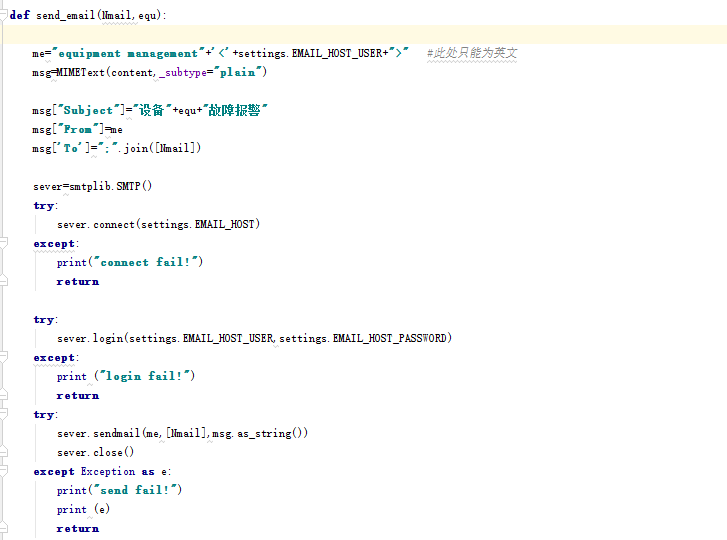 def send_email(Nmail,equ):
me="equipment management"+'<'+settings.EMAIL_HOST_USER+">" #此处只能为英文
msg=MIMEText(content,_subtype="plain")
msg["Subject"]="设备"+equ+"故障报警"
msg["From"]=me
msg['To']=";".join([Nmail])
sever=smtplib.SMTP()
try:
sever.connect(settings.EMAIL_HOST)
except:
print("connect fail!")
return
try:
sever.login(settings.EMAIL_HOST_USER,settings.EMAIL_HOST_PASSWORD)
except:
print ("login fail!")
return
try:
sever.sendmail(me,[Nmail],msg.as_string())
sever.close()
except Exception as e:
print("send fail!")
print (e)
return